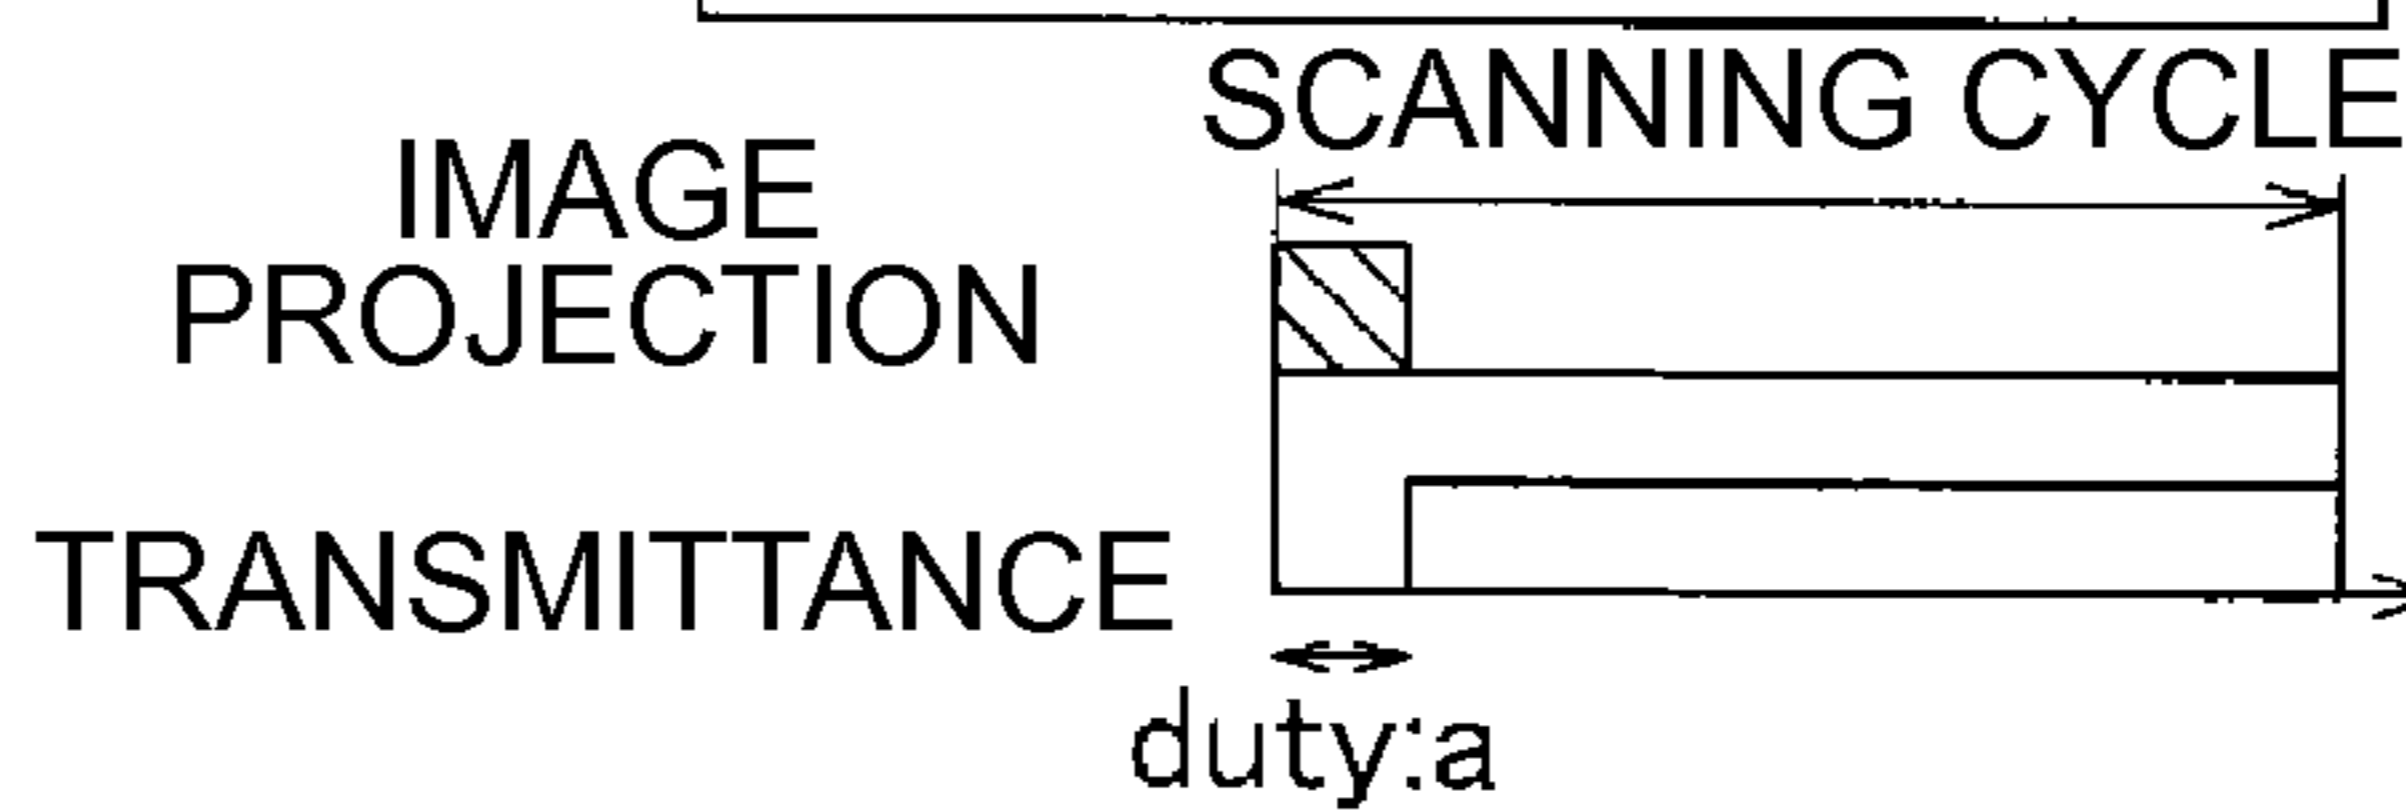 SCANNING CYCLE
IMAGE
PROJECTION
TRANSMITTANCE
duty:a